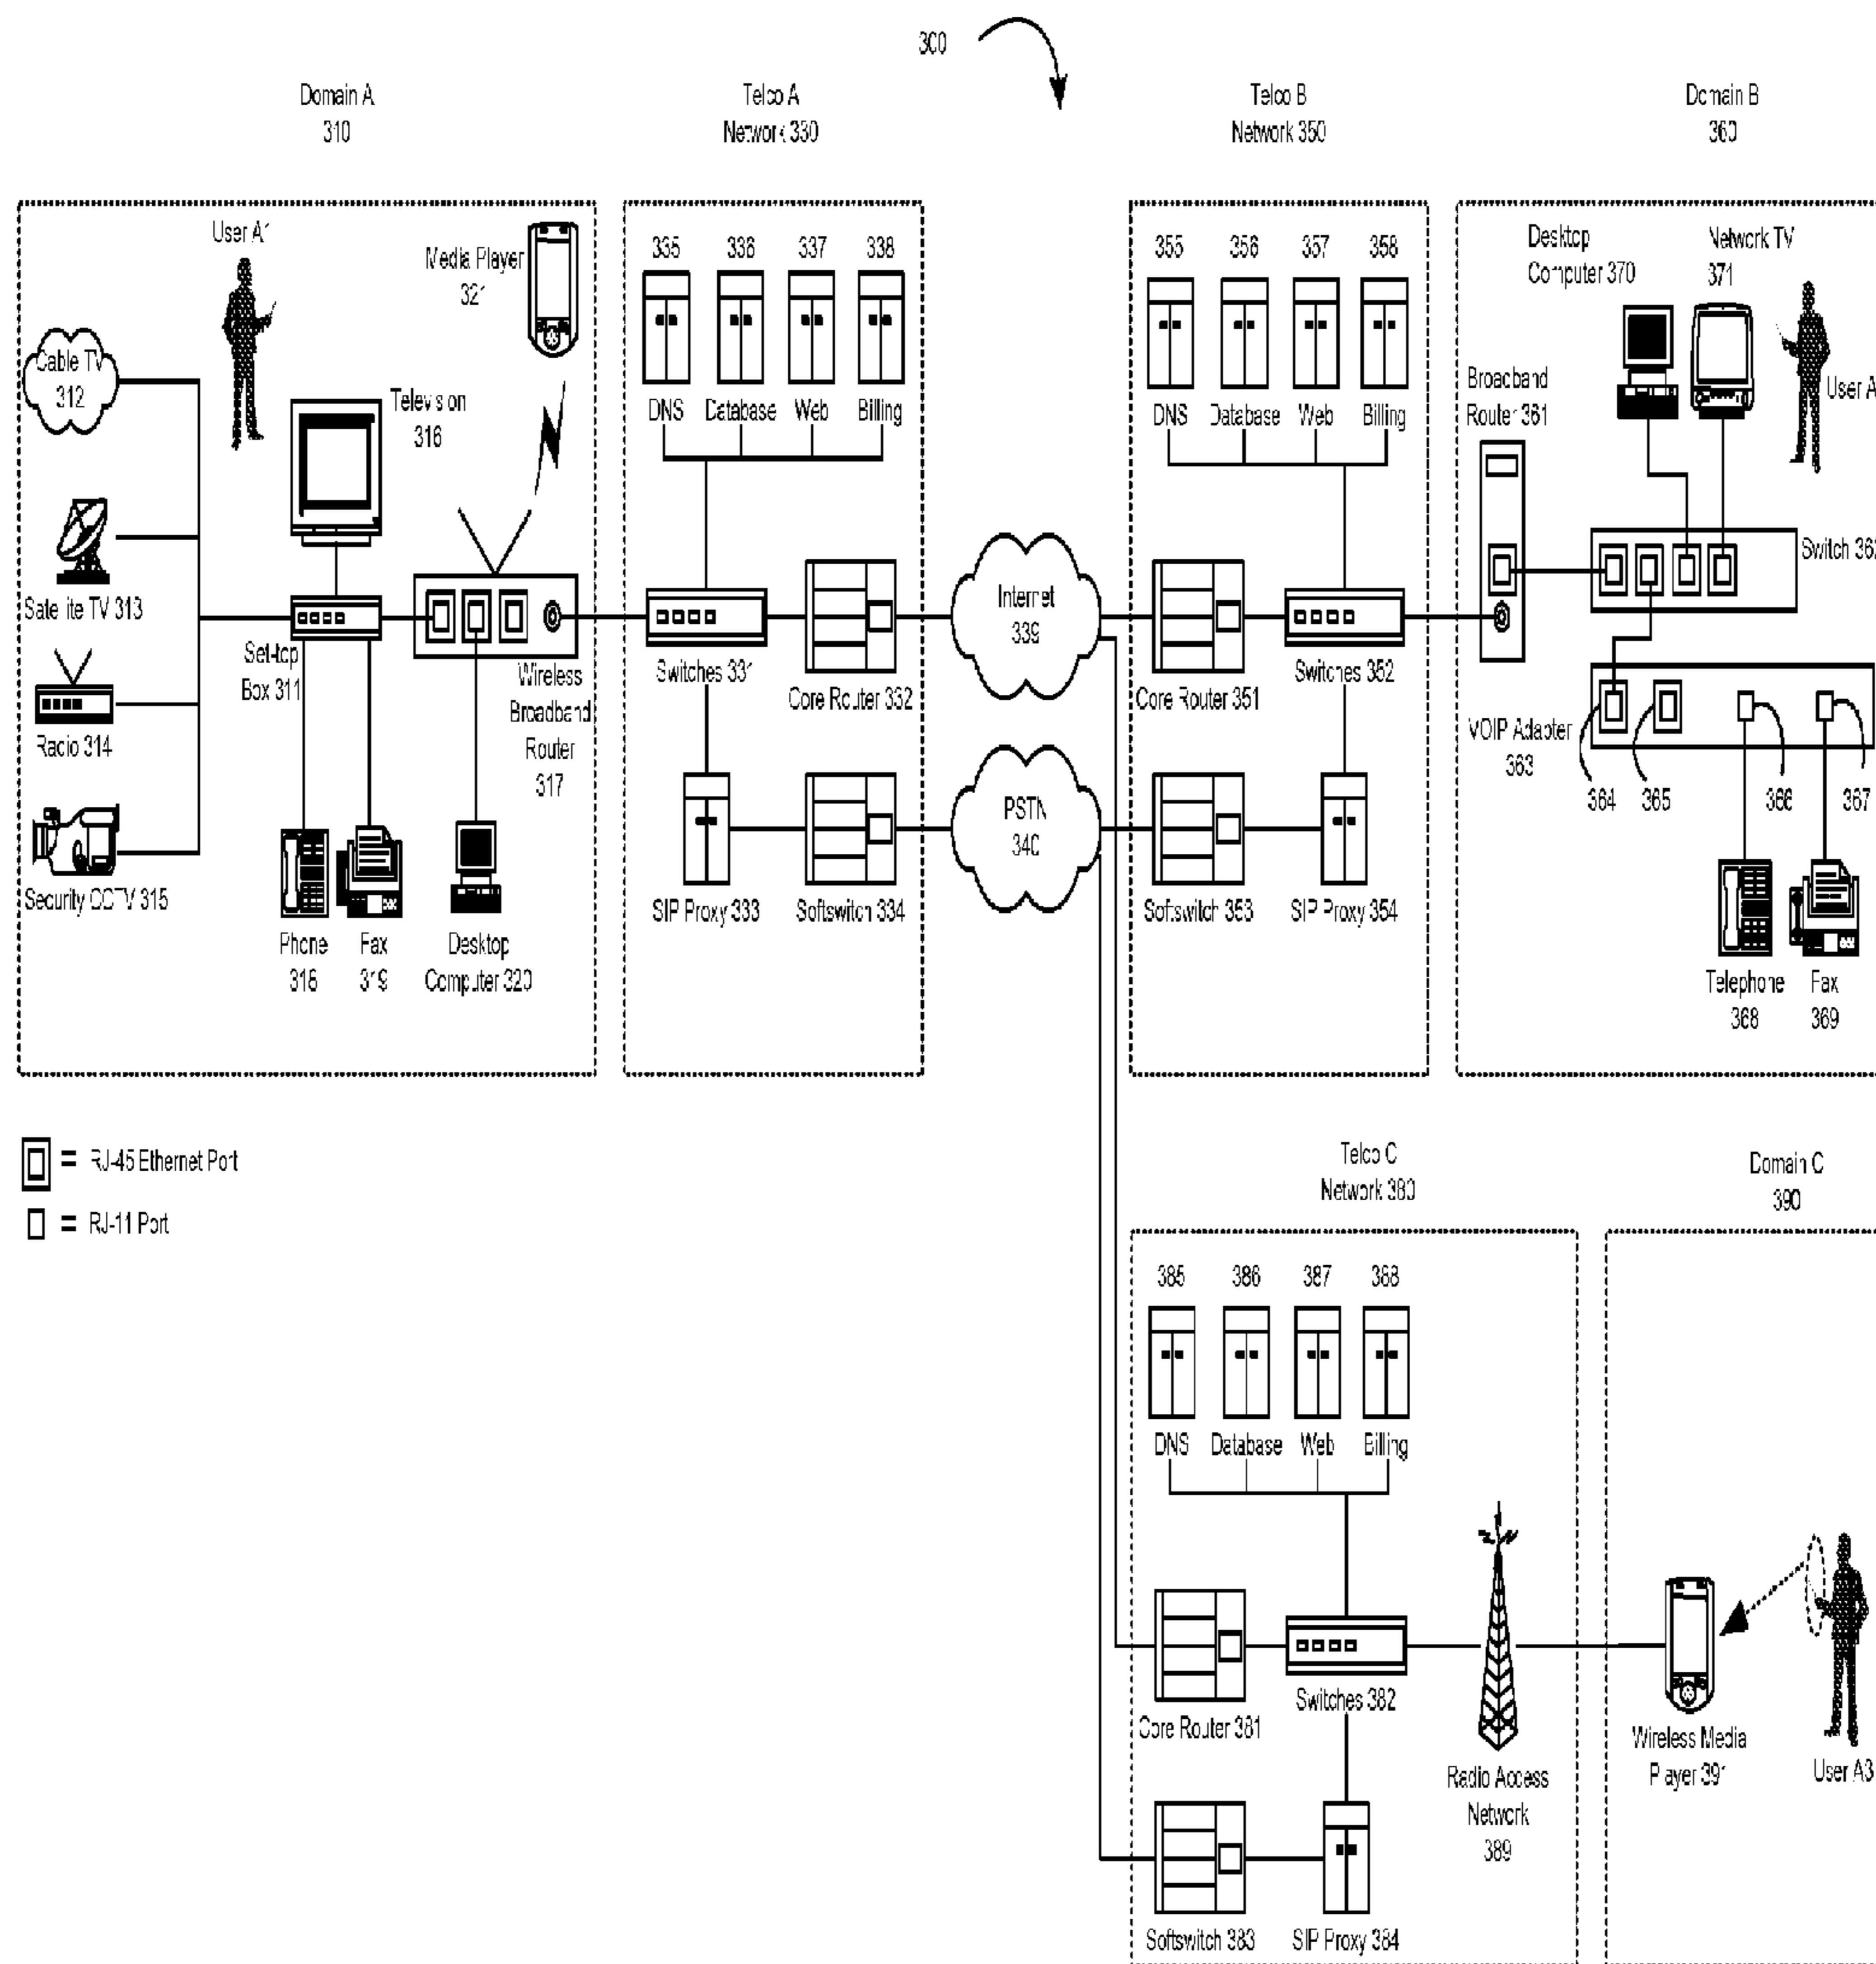 300
Domain A
310
Telco A
Network 330
Telco B
Network 350
Domain B
360
User A1
Media Player
321
Cable TV
312
Television
316
Satellite TV 313
Set-top
Box 311
Radio 314
Security CCTV 315
Wireless
Broadband
Router
317
Phone
318
Fax
319
Desktop
Computer 320
335
336
337
338
DNS
Database
Web
Billing
Switches 331
Core Router 332
SIP Proxy 333
Softswitch 334
Internet
339
PSTN
340
355
356
357
358
DNS
Database
Web
Billing
Core Router 351
Switches 352
Softswitch 353
SIP Proxy 354
Desktop
Computer 370
Network TV
371
Broadband
Router 361
User A
Switch 362
VOIP Adapter
363
364
365
366
367
Telephone
368
Fax
369
= RJ-45 Ethernet Port
= RJ-11 Port
Telco C
Network 380
Domain C
390
385
386
387
388
DNS
Database
Web
Billing
Core Router 381
Switches 382
Softswitch 383
SIP Proxy 384
Radio Access
Network
389
Wireless Media
Player 391
User A3